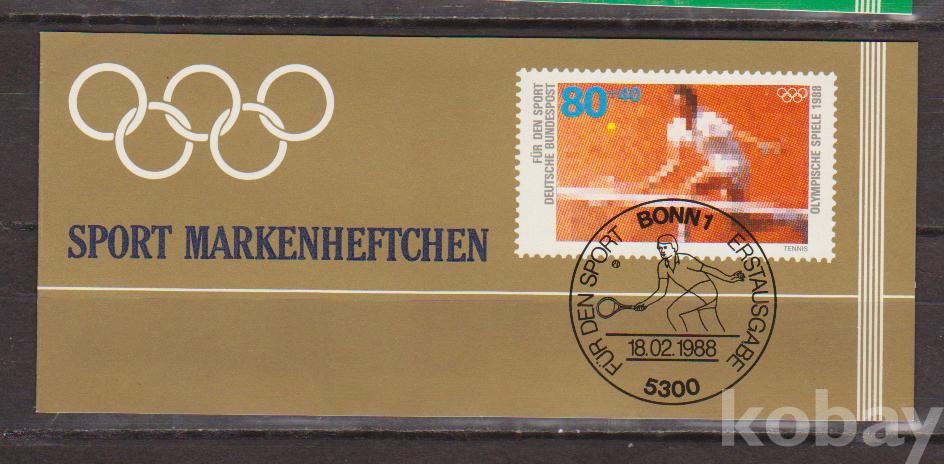 SPORT MARKENHEFTCHEN
FÜR DEN SPORT
DEUTSCHE BUNDESPOST
80+40
OLYMPISCHE SPIELE 1988
TENNIS
BONN 1
FÜR DEN SPORT
ERSTAUSGABE
18.02.1988
5300
kobay